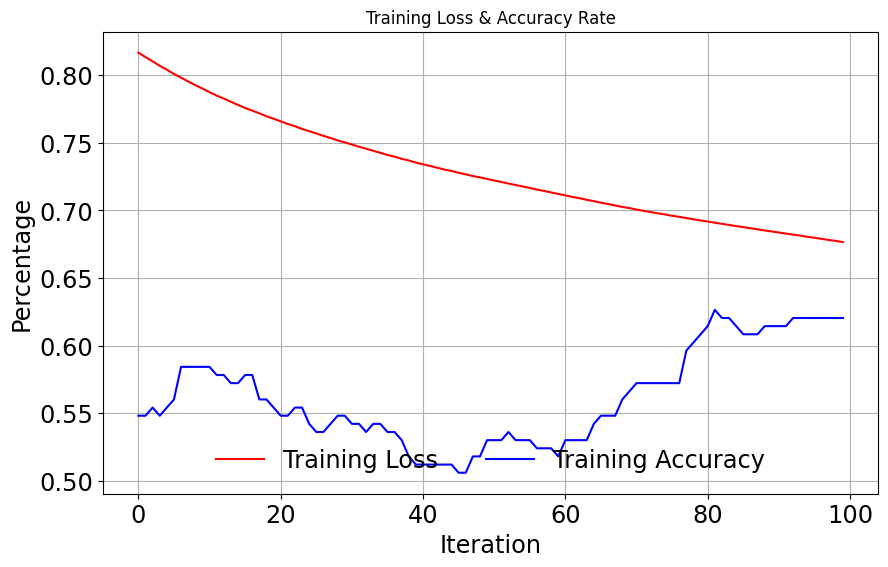 Training Loss & Accuracy Rate
Percentage
0.80
0.75
0.70
0.65
0.60
0.55
0.50
Training Loss
Training Accuracy
0 20 40 60 80 100
Iteration